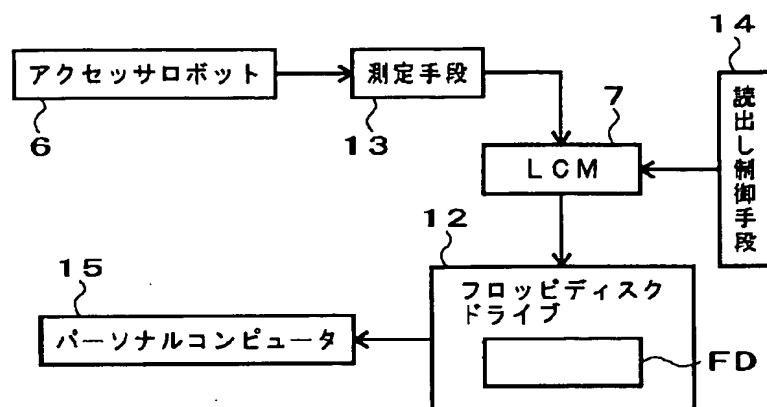 14
アクセッサロボット
測定手段
6
13
7
LCM
読出し制御手段
12
15
フロッピディスク
ドライブ
パーソナルコンピュータ
FD